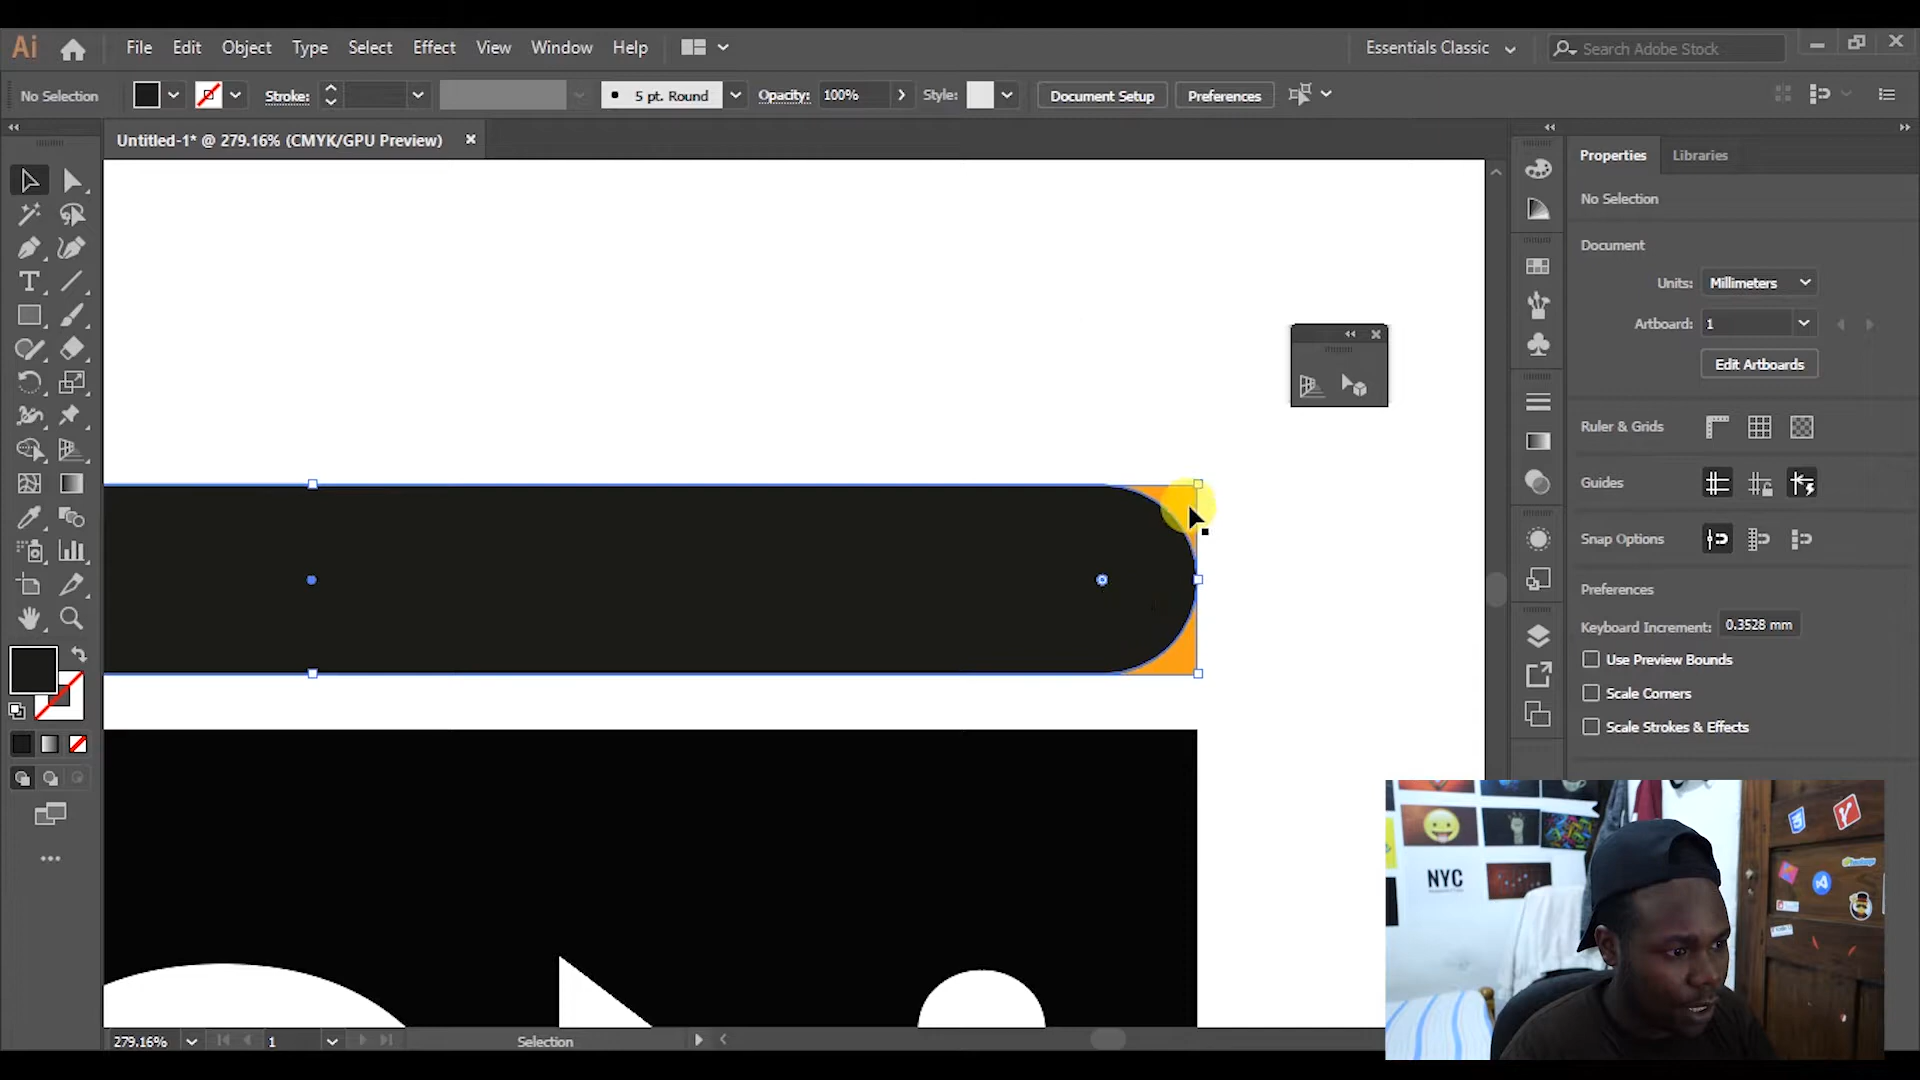 Ai File Edit Object Type Select Effect View Window Help Essentials Classic Search Adobe Stock
No Selection Stroke: 5 pt. Round Opacity: 100% Style: Document Setup Preferences
Untitled-1* @ 279.16% (CMYK/GPU Preview)
Properties Libraries
No Selection
Document
Units: Millimeters
Artboard: 1
Edit Artboards
Ruler & Grids
Guides
Snap Options
Preferences
Keyboard Increment: 0.3528 mm
Use Preview Bounds
Scale Corners
Scale Strokes & Effects
NYC
279.16% 1 Selection